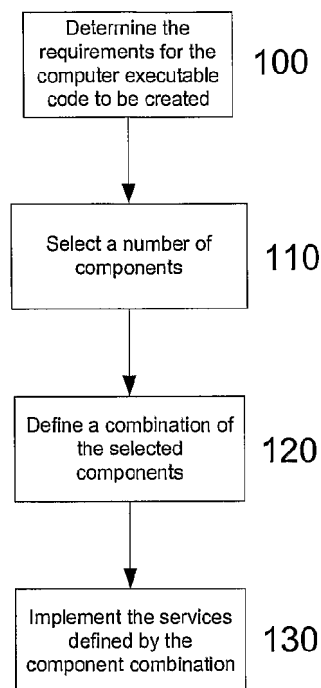 Determine the
requirements for the
computer executable
code to be created
100
Select a number of
components
110
Define a combination of
the selected
components
120
Implement the services
defined by the
component combination
130